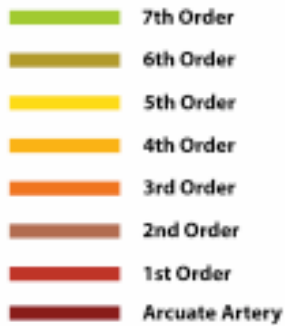 7th Order
6th Order
5th Order
4th Order
3rd Order
2nd Order
1st Order
Arcuate Artery